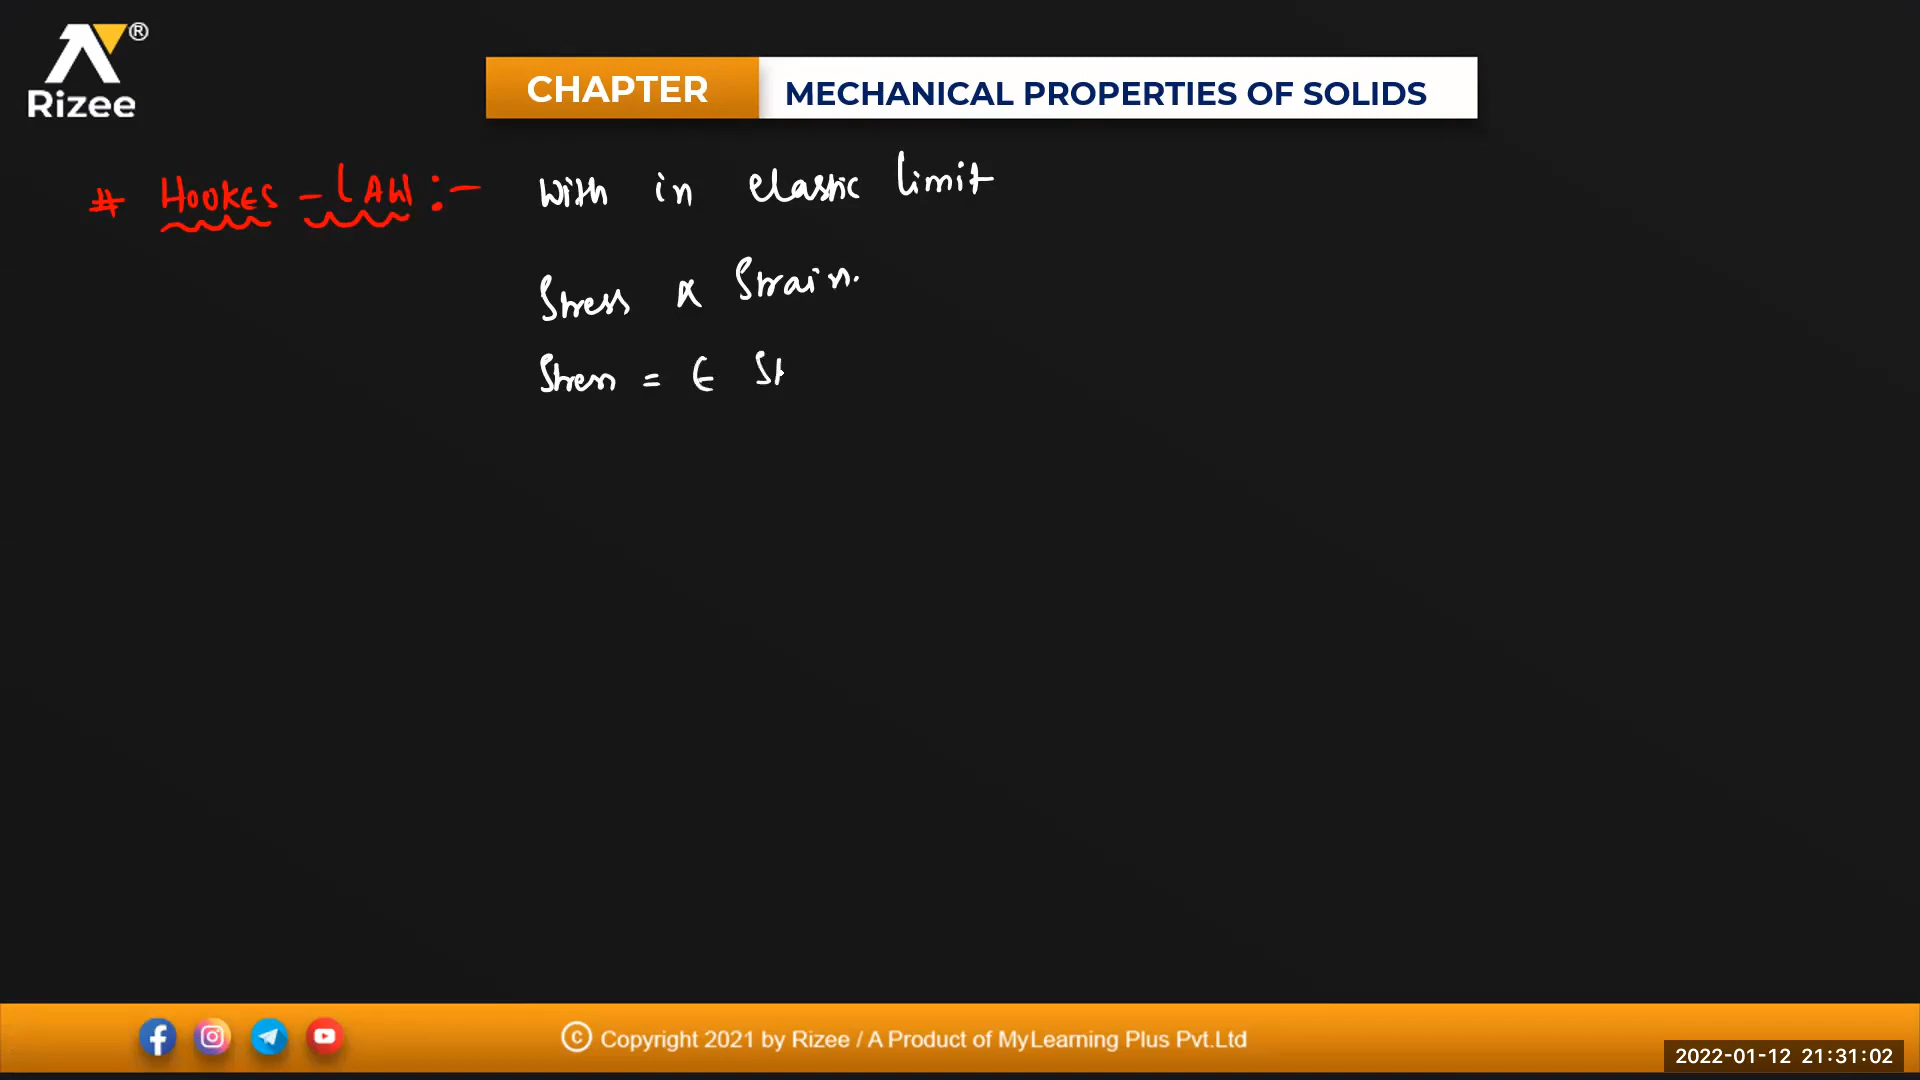 Rizee®
CHAPTER MECHANICAL PROPERTIES OF SOLIDS
# HOOKES - LAW :- With in elastic limit
Stress ∝ Strain.
Stress = E St
© Copyright 2021 by Rizee / A Product of MyLearning Plus Pvt.Ltd
2022-01-12 21:31:02